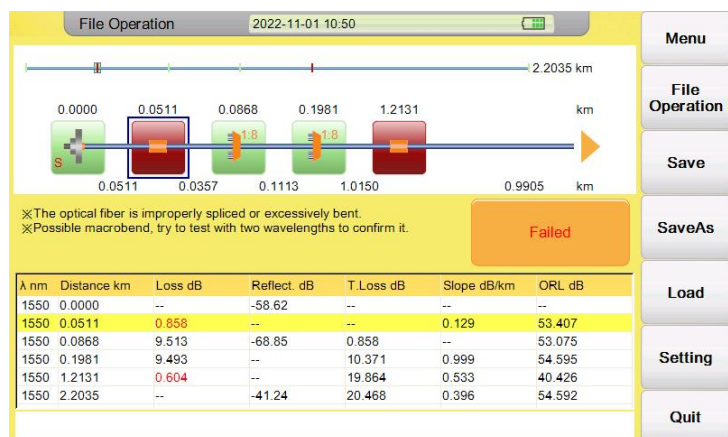 File Operation 2022-11-01 10:50
Menu
2.2035 km
File
Operation
0.0000 0.0511 0.0868 0.1981 1.2131 km
S 1:8 1:8
Save
0.0511 0.0357 0.1113 1.0150 0.9905 km
※The optical fiber is improperly spliced or excessively bent.
※Possible macrobend, try to test with two wavelengths to confirm it.
Failed
SaveAs
λ nm Distance km Loss dB Reflect. dB T.Loss dB Slope dB/km ORL dB
Load
1550 0.0000 -- -58.62 -- -- --
1550 0.0511 0.858 -- -- 0.129 53.407
1550 0.0868 9.513 -68.85 0.858 -- 53.075
1550 0.1981 9.493 -- 10.371 0.999 54.595
Setting
1550 1.2131 0.604 -- 19.864 0.533 40.426
1550 2.2035 -- -41.24 20.468 0.396 54.592
Quit